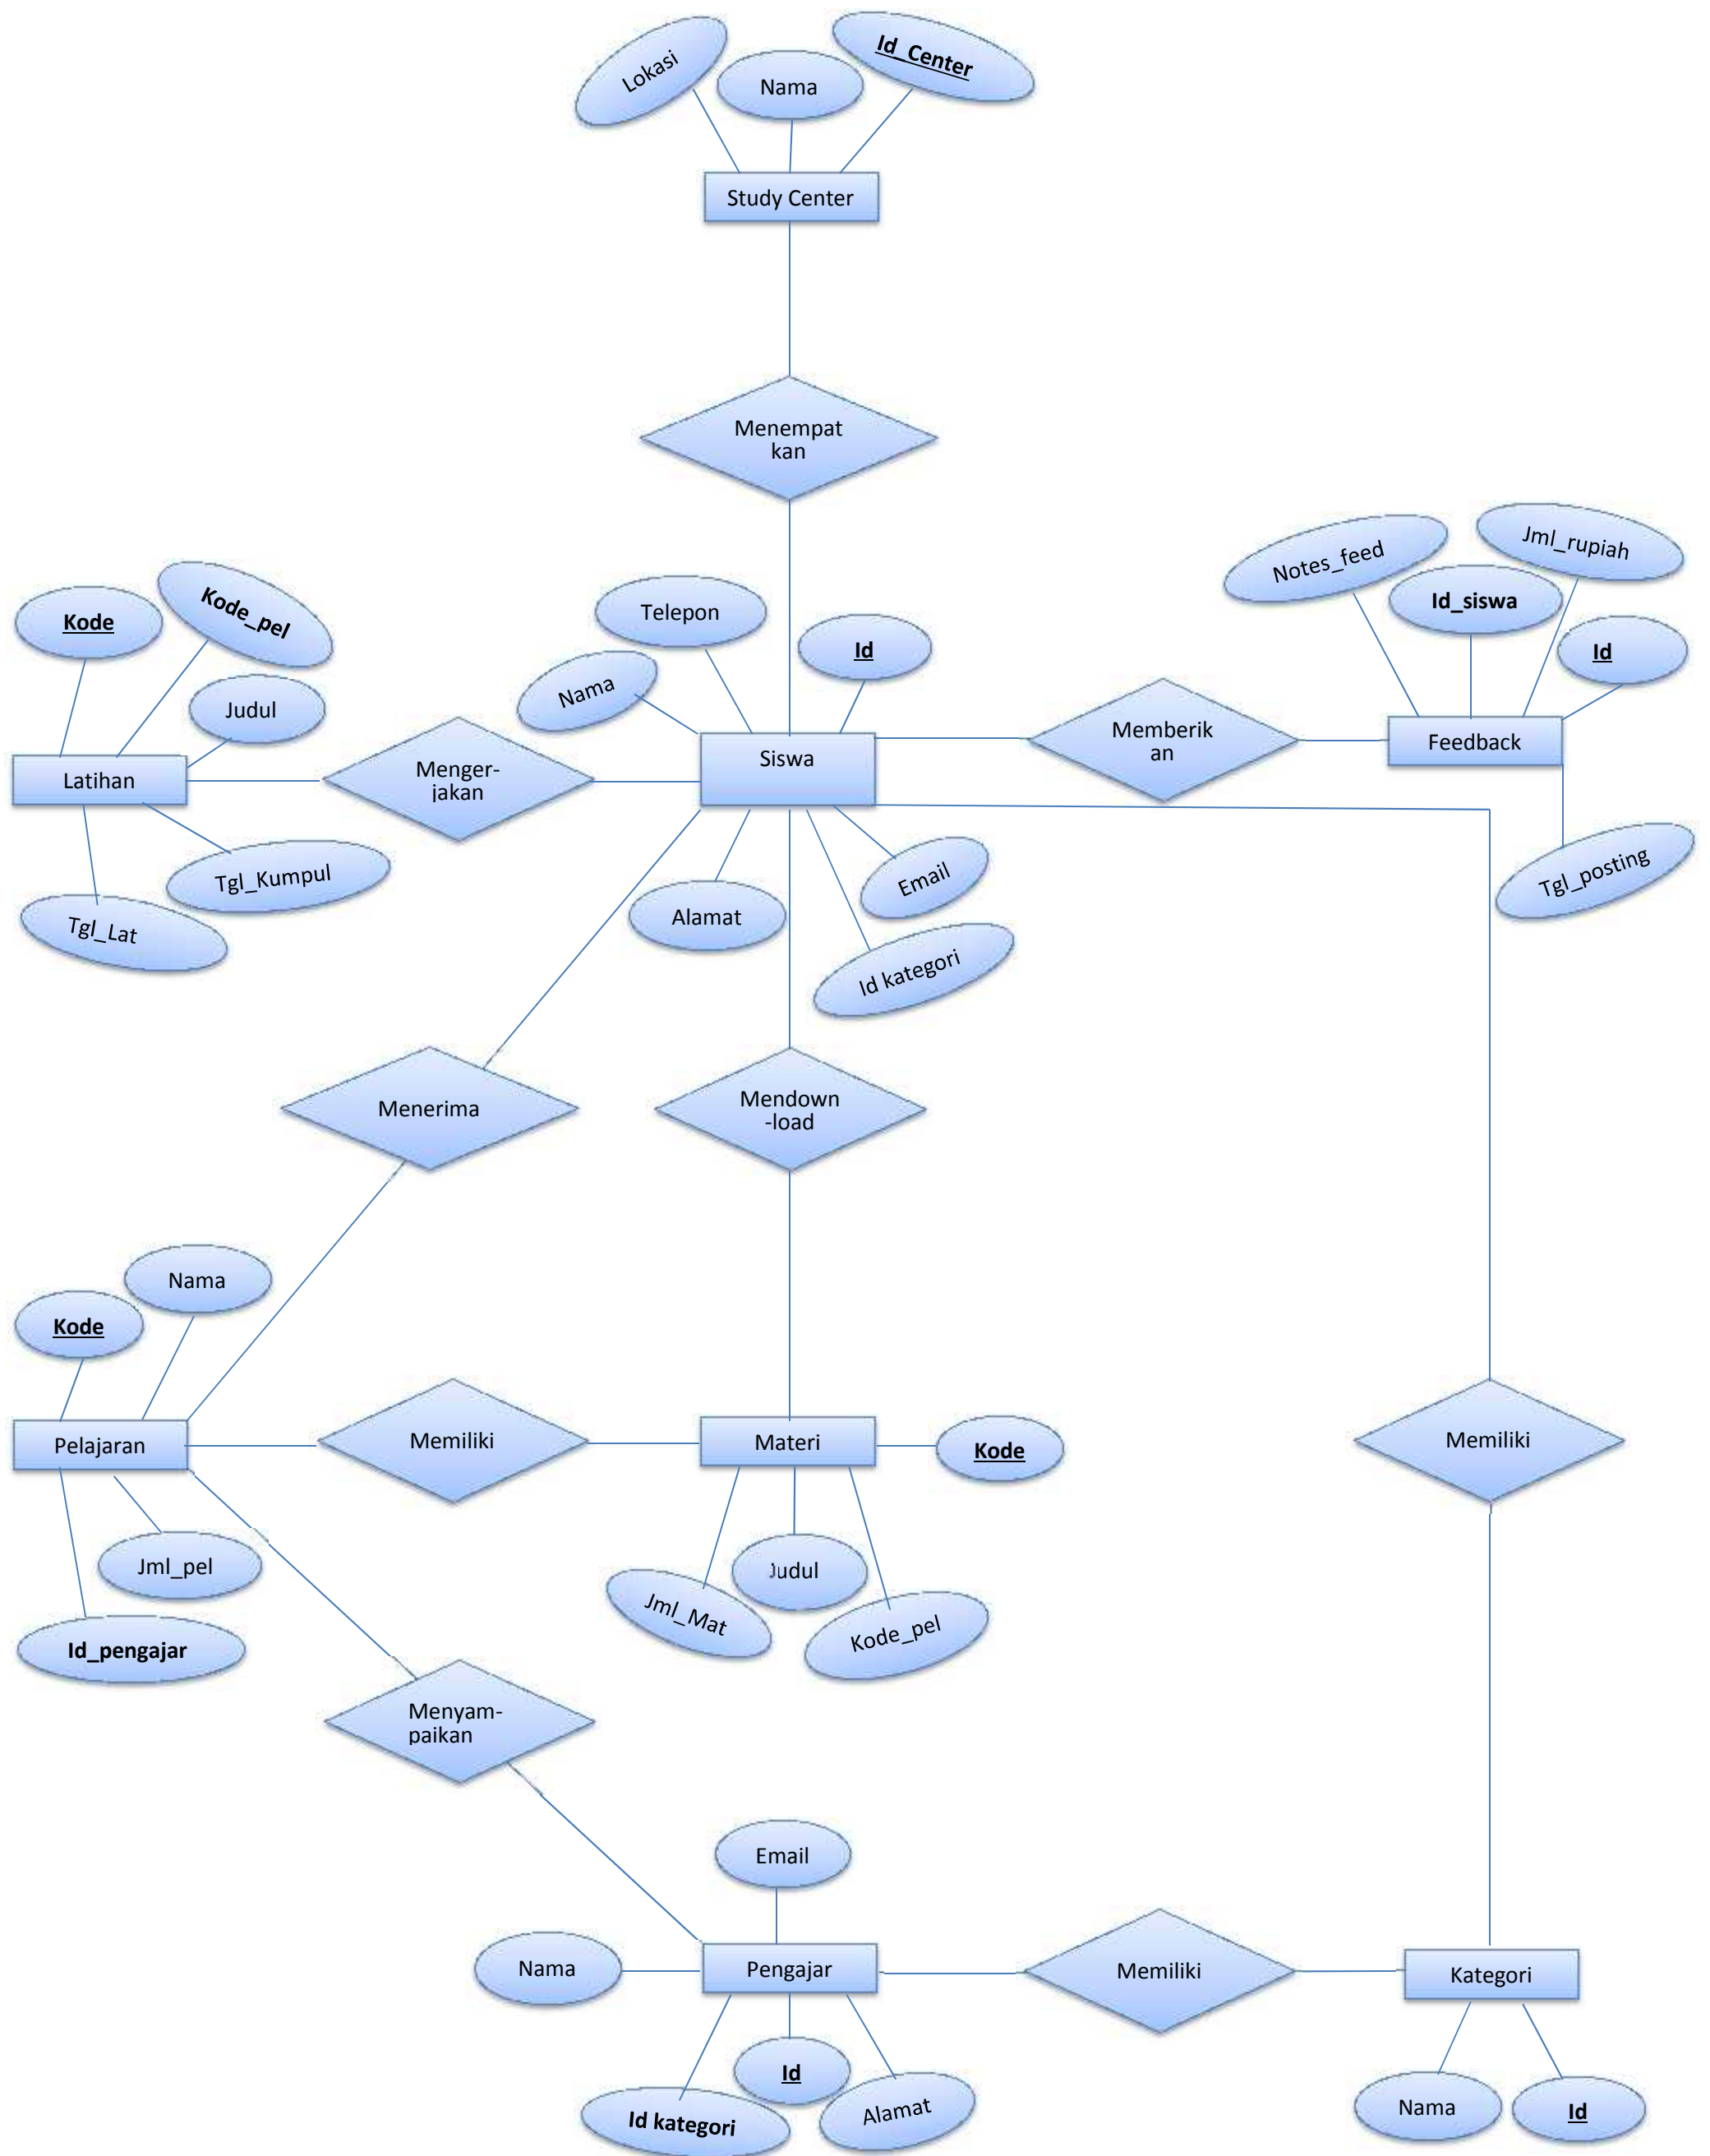 Lokasi
Nama
Id_Center
Study Center
Menempat
kan
Notes_feed
Jml_rupiah
Id_siswa
Id
Kode
Kode_pel
Judul
Telepon
Nama
Id
Latihan
Menger-
jakan
Siswa
Memberik
an
Feedback
Tgl_Kumpul
Tgl_Lat
Alamat
Email
Id kategori
Tgl_posting
Menerima
Mendown
-load
Nama
Kode
Pelajaran
Memiliki
Materi
Kode
Memiliki
Jml_pel
Id_pengajar
Jml_Mat
Judul
Kode_pel
Menyam-
paikan
Email
Nama
Pengajar
Memiliki
Kategori
Id kategori
Id
Alamat
Nama
Id